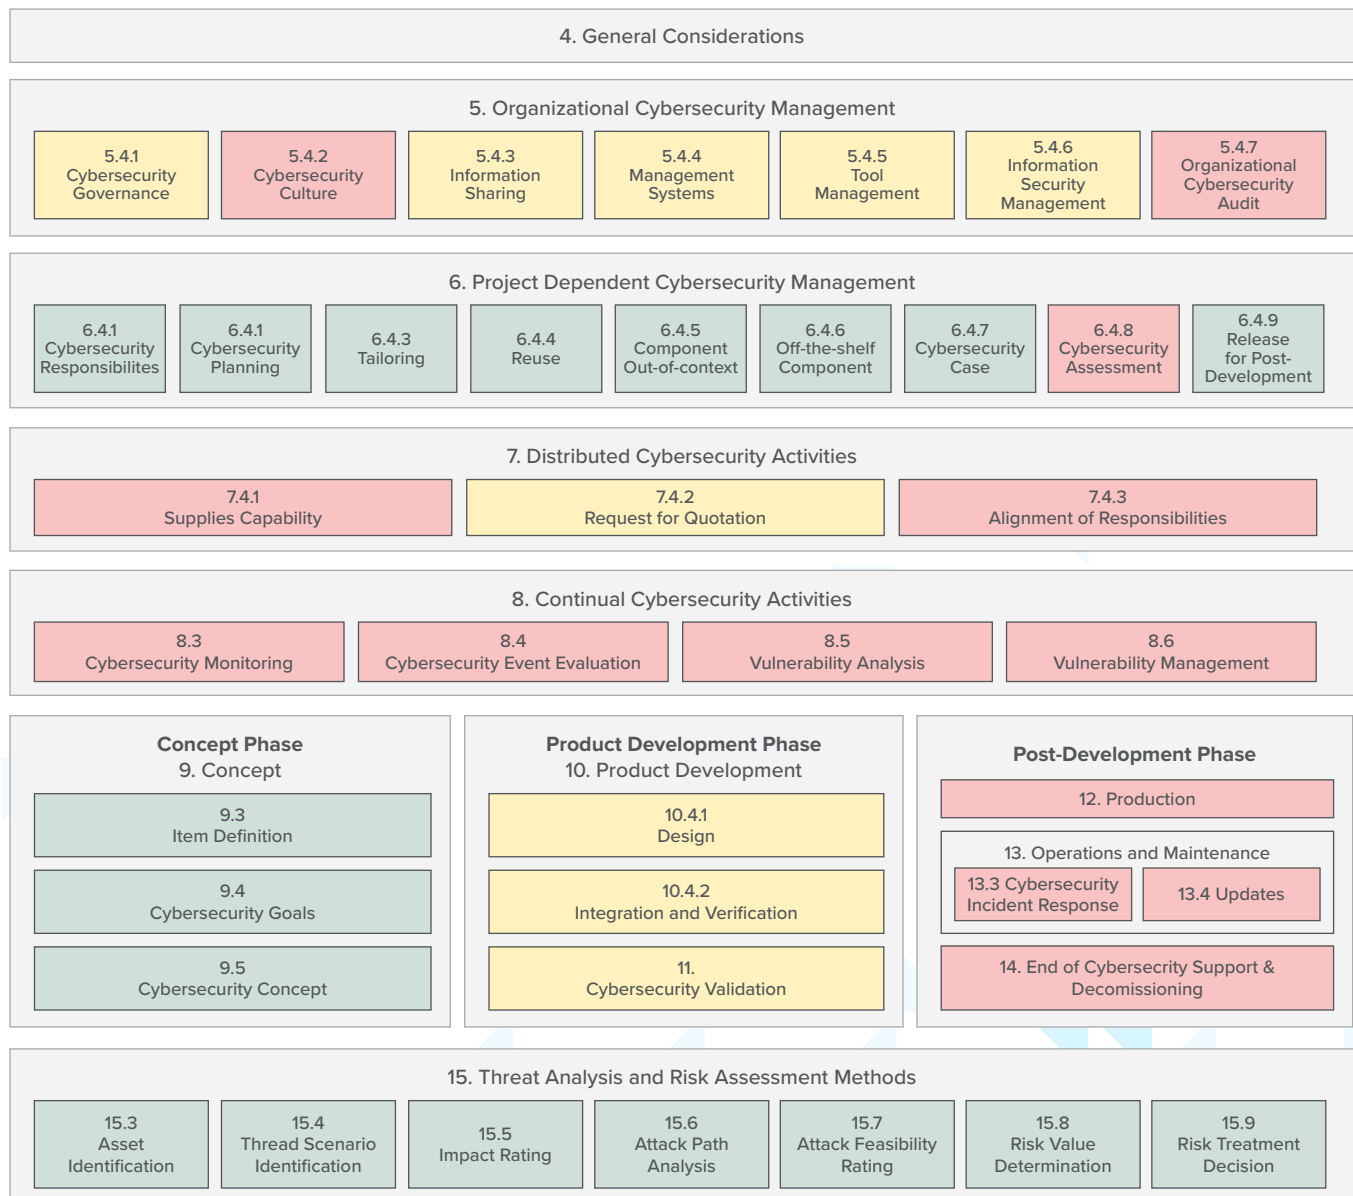 4. General Considerations
5. Organizational Cybersecurity Management
5.4.1
Cybersecurity
Governance
5.4.2
Cybersecurity
Culture
5.4.3
Information
Sharing
5.4.4
Management
Systems
5.4.5
Tool
Management
5.4.6
Information
Security
Management
5.4.7
Organizational
Cybersecurity
Audit
6. Project Dependent Cybersecurity Management
6.4.1
Cybersecurity
Responsibilites
6.4.1
Cybersecurity
Planning
6.4.3
Tailoring
6.4.4
Reuse
6.4.5
Component
Out-of-context
6.4.6
Off-the-shelf
Component
6.4.7
Cybersecurity
Case
6.4.8
Cybersecurity
Assessment
6.4.9
Release
for Post-
Development
7. Distributed Cybersecurity Activities
7.4.1
Supplies Capability
7.4.2
Request for Quotation
7.4.3
Alignment of Responsibilities
8. Continual Cybersecurity Activities
8.3
Cybersecurity Monitoring
8.4
Cybersecurity Event Evaluation
8.5
Vulnerability Analysis
8.6
Vulnerability Management
Concept Phase
9. Concept
9.3
Item Definition
9.4
Cybersecurity Goals
9.5
Cybersecurity Concept
Product Development Phase
10. Product Development
10.4.1
Design
10.4.2
Integration and Verification
11.
Cybersecurity Validation
Post-Development Phase
12. Production
13. Operations and Maintenance
13.3 Cybersecurity
Incident Response
13.4 Updates
14. End of Cybersecrity Support &
Decomissioning
15. Threat Analysis and Risk Assessment Methods
15.3
Asset
Identification
15.4
Thread Scenario
Identification
15.5
Impact Rating
15.6
Attack Path
Analysis
15.7
Attack Feasibility
Rating
15.8
Risk Value
Determination
15.9
Risk Treatment
Decision